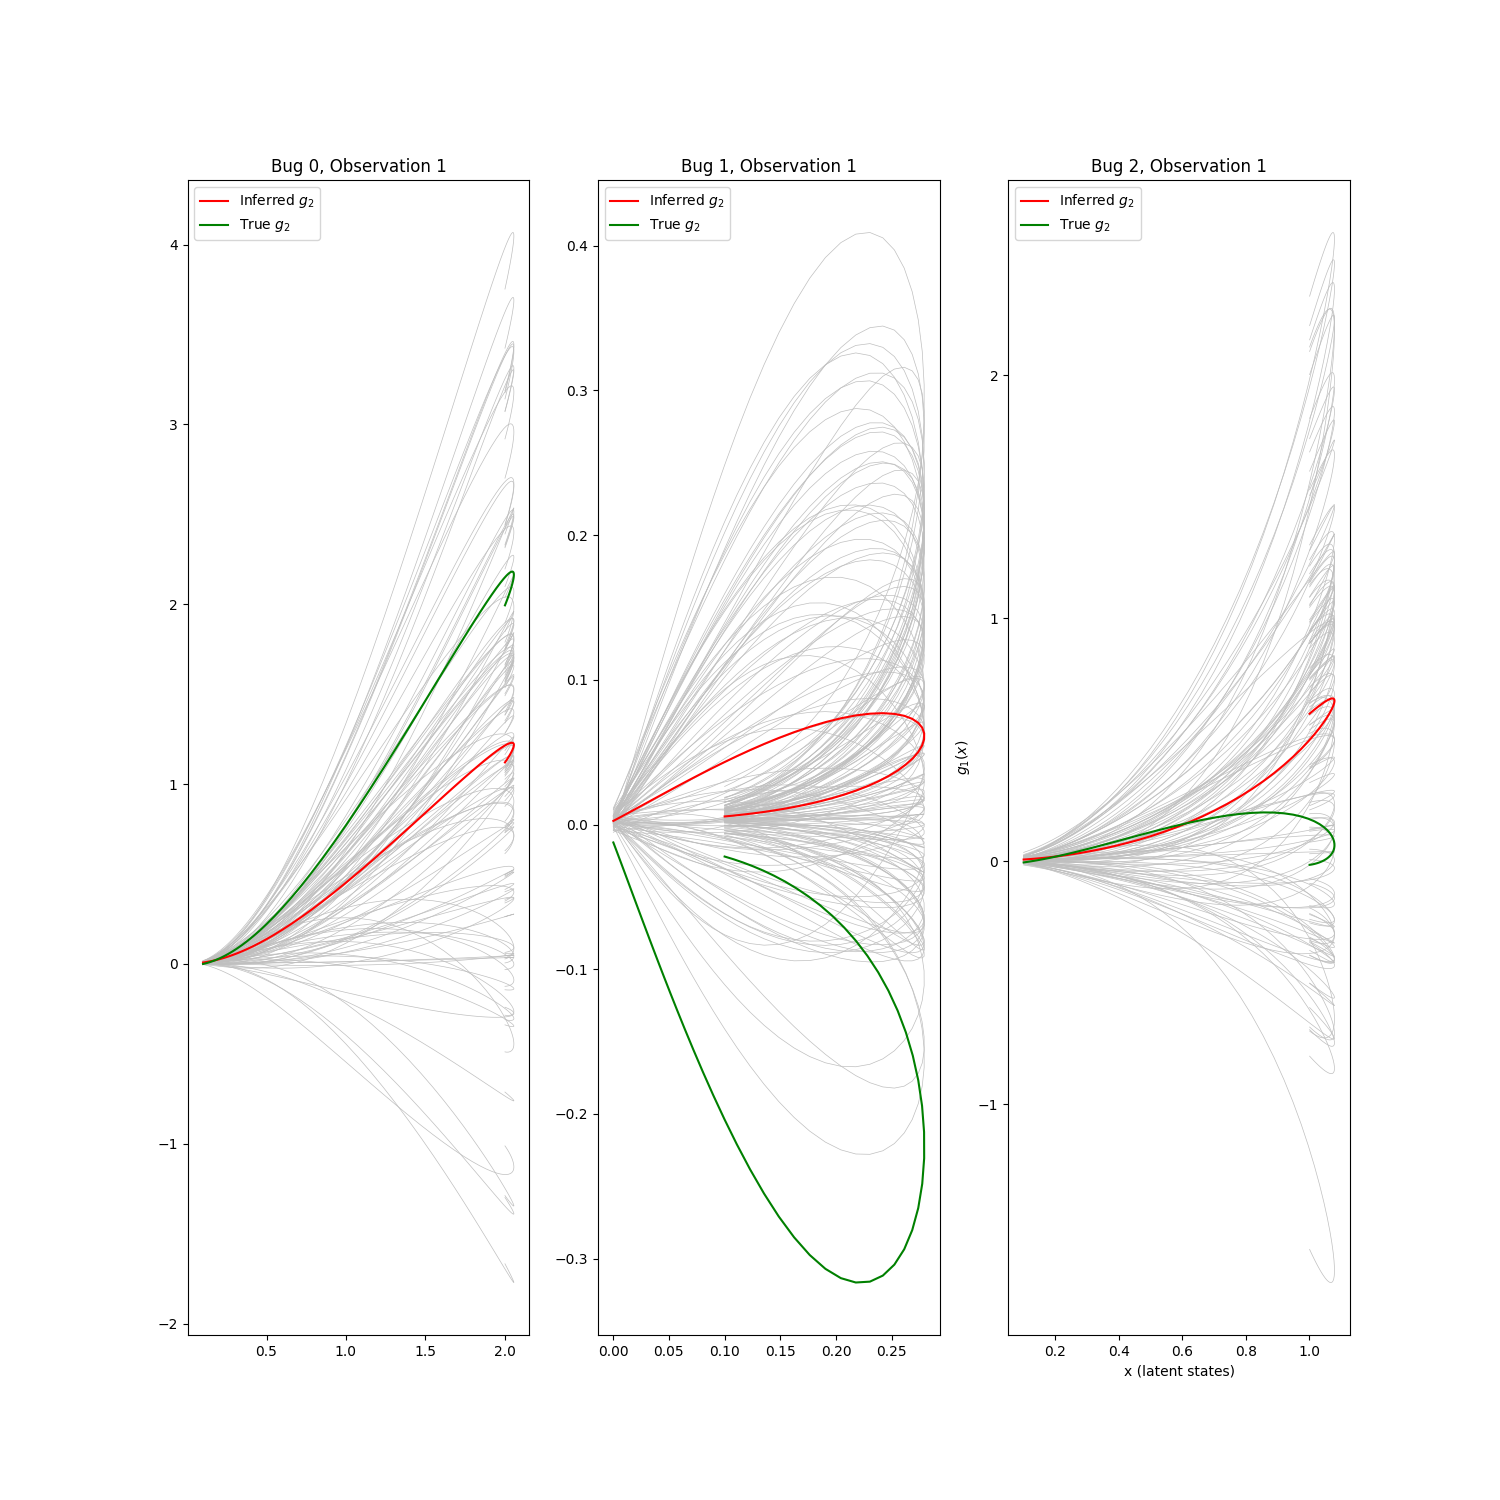 Bug 0, Observation 1
Inferred g₂
True g₂
4
3
2
1
0
−1
−2
0.5 1.0 1.5 2.0
Bug 1, Observation 1
Inferred g₂
True g₂
0.4
0.3
0.2
0.1
0.0
−0.1
−0.2
−0.3
0.00 0.05 0.10 0.15 0.20 0.25
Bug 2, Observation 1
Inferred g₂
True g₂
g₁(x)
2
1
0
−1
0.2 0.4 0.6 0.8 1.0
x (latent states)